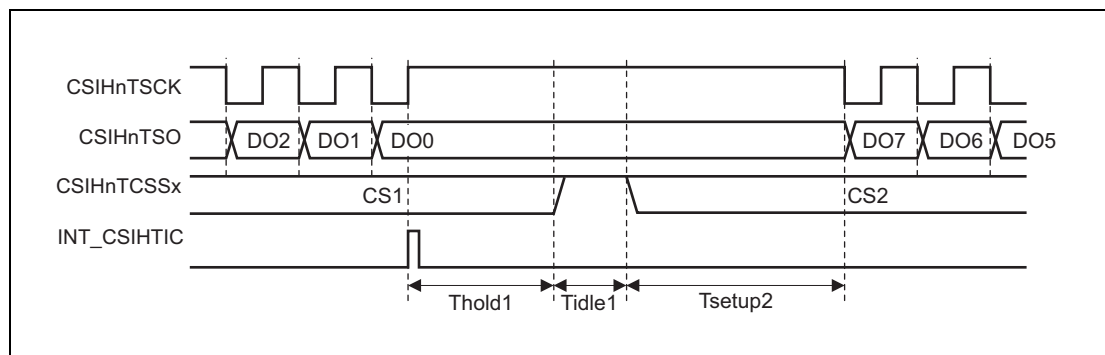 CSIHnTSCK
CSIHnTSO DO2 DO1 DO0 DO7 DO6 DO5
CSIHnTCSSx CS1 CS2
INT_CSIHTIC
Thold1 Tidle1 Tsetup2